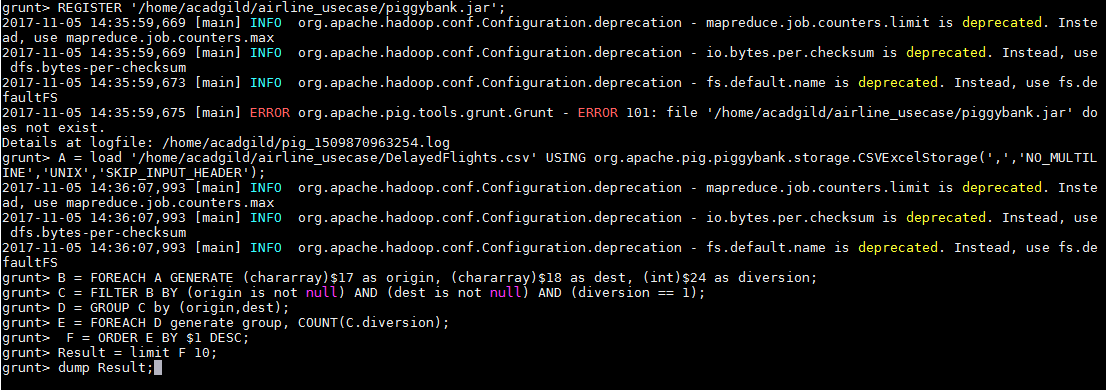 grunt> REGISTER '/home/acadgild/airline_usecase/piggybank.jar';
2017-11-05 14:35:59,669 [main] INFO  org.apache.hadoop.conf.Configuration.deprecation - mapreduce.job.counters.limit is deprecated. Inste
ad, use mapreduce.job.counters.max
2017-11-05 14:35:59,669 [main] INFO  org.apache.hadoop.conf.Configuration.deprecation - io.bytes.per.checksum is deprecated. Instead, use
 dfs.bytes-per-checksum
2017-11-05 14:35:59,673 [main] INFO  org.apache.hadoop.conf.Configuration.deprecation - fs.default.name is deprecated. Instead, use fs.de
faultFS
2017-11-05 14:35:59,675 [main] ERROR org.apache.pig.tools.grunt.Grunt - ERROR 101: file '/home/acadgild/airline_usecase/piggybank.jar' do
es not exist.
Details at logfile: /home/acadgild/pig_1509870963254.log
grunt> A = load '/home/acadgild/airline_usecase/DelayedFlights.csv' USING org.apache.pig.piggybank.storage.CSVExcelStorage(',','NO_MULTIL
INE','UNIX','SKIP_INPUT_HEADER');
2017-11-05 14:36:07,993 [main] INFO  org.apache.hadoop.conf.Configuration.deprecation - mapreduce.job.counters.limit is deprecated. Inste
ad, use mapreduce.job.counters.max
2017-11-05 14:36:07,993 [main] INFO  org.apache.hadoop.conf.Configuration.deprecation - io.bytes.per.checksum is deprecated. Instead, use
 dfs.bytes-per-checksum
2017-11-05 14:36:07,993 [main] INFO  org.apache.hadoop.conf.Configuration.deprecation - fs.default.name is deprecated. Instead, use fs.de
faultFS
grunt> B = FOREACH A GENERATE (chararray)$17 as origin, (chararray)$18 as dest, (int)$24 as diversion;
grunt> C = FILTER B BY (origin is not null) AND (dest is not null) AND (diversion == 1);
grunt> D = GROUP C by (origin,dest);
grunt> E = FOREACH D generate group, COUNT(C.diversion);
grunt>  F = ORDER E BY $1 DESC;
grunt> Result = limit F 10;
grunt> dump Result;